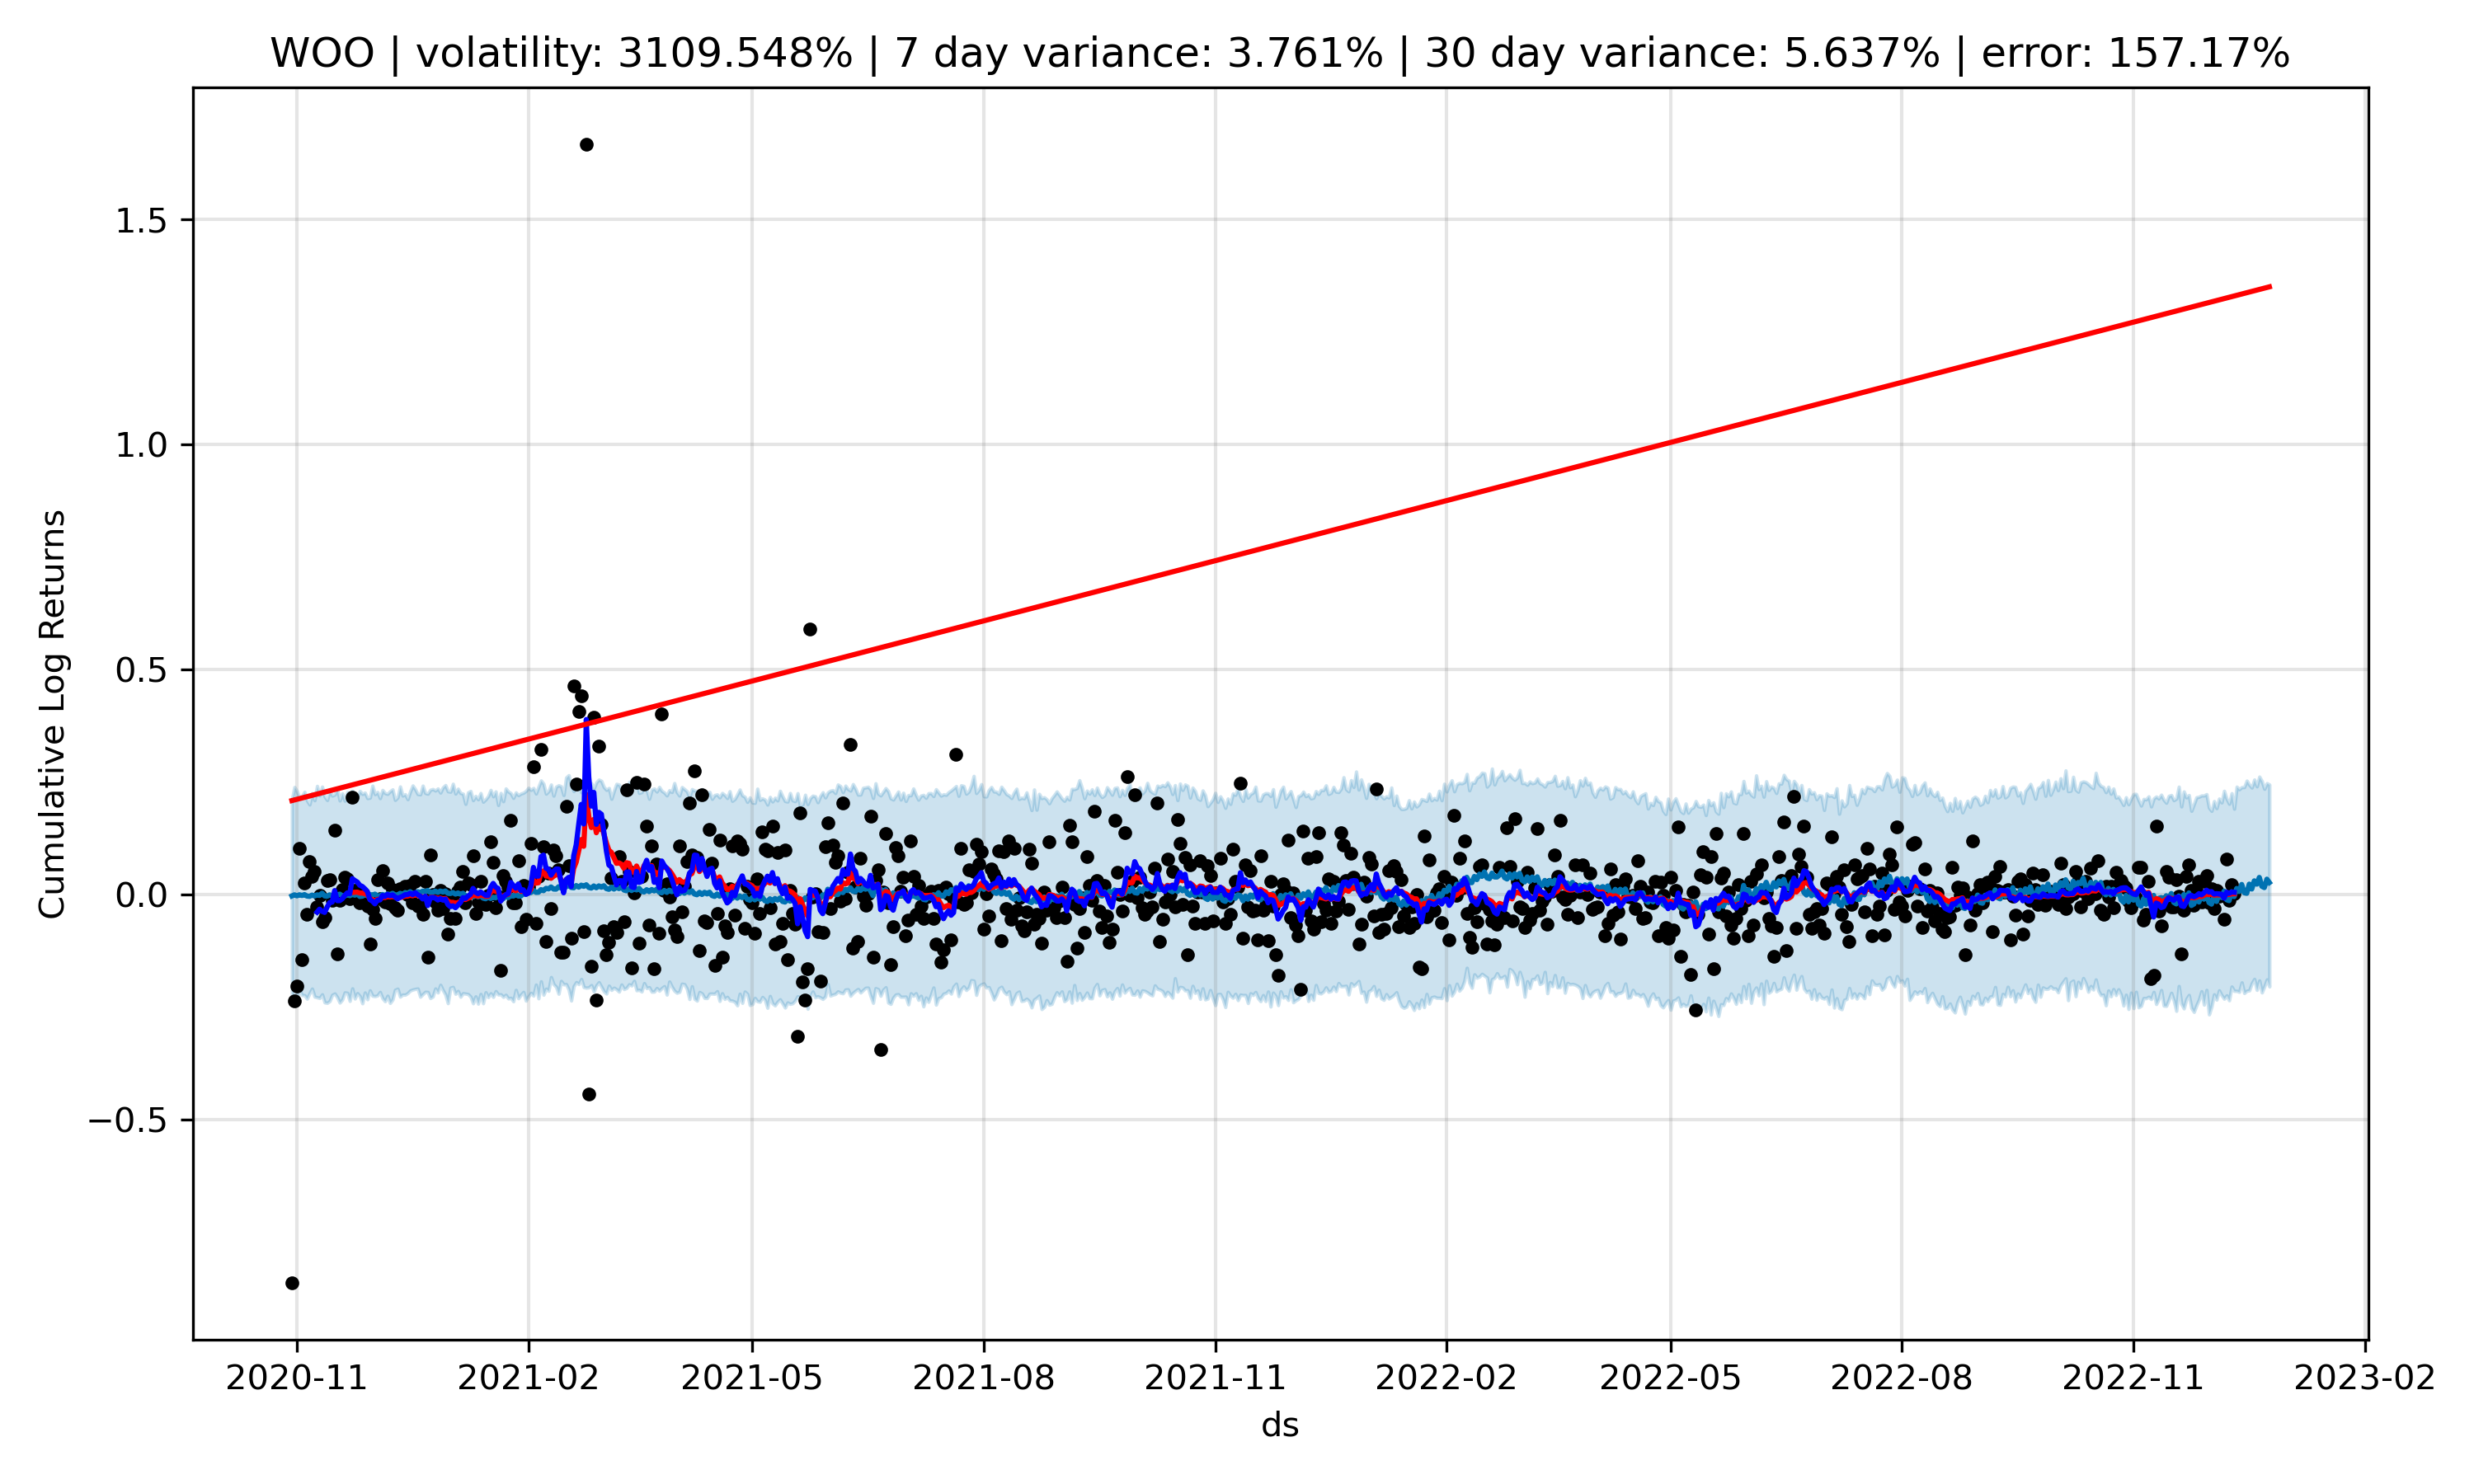 WOO | volatility: 3109.548% | 7 day variance: 3.761% | 30 day variance: 5.637% | error: 157.17%
Cumulative Log Returns
1.5
1.0
0.5
0.0
−0.5
2020-11 2021-02 2021-05 2021-08 2021-11 2022-02 2022-05 2022-08 2022-11 2023-02
ds